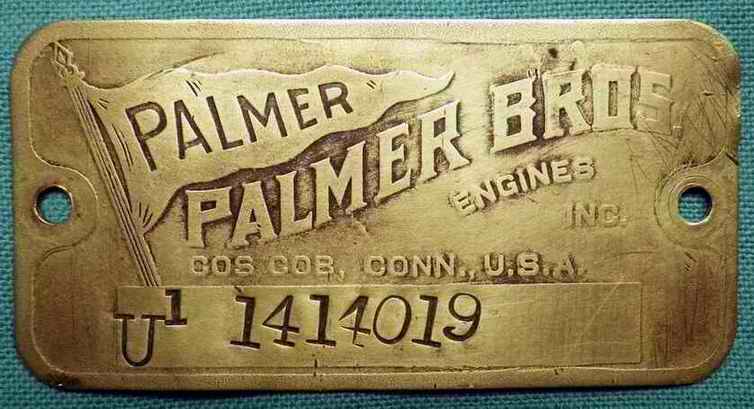 PALMER
PALMER BROS.
ENGINES
INC.
COS COB, CONN., U.S.A.
U1 1414019